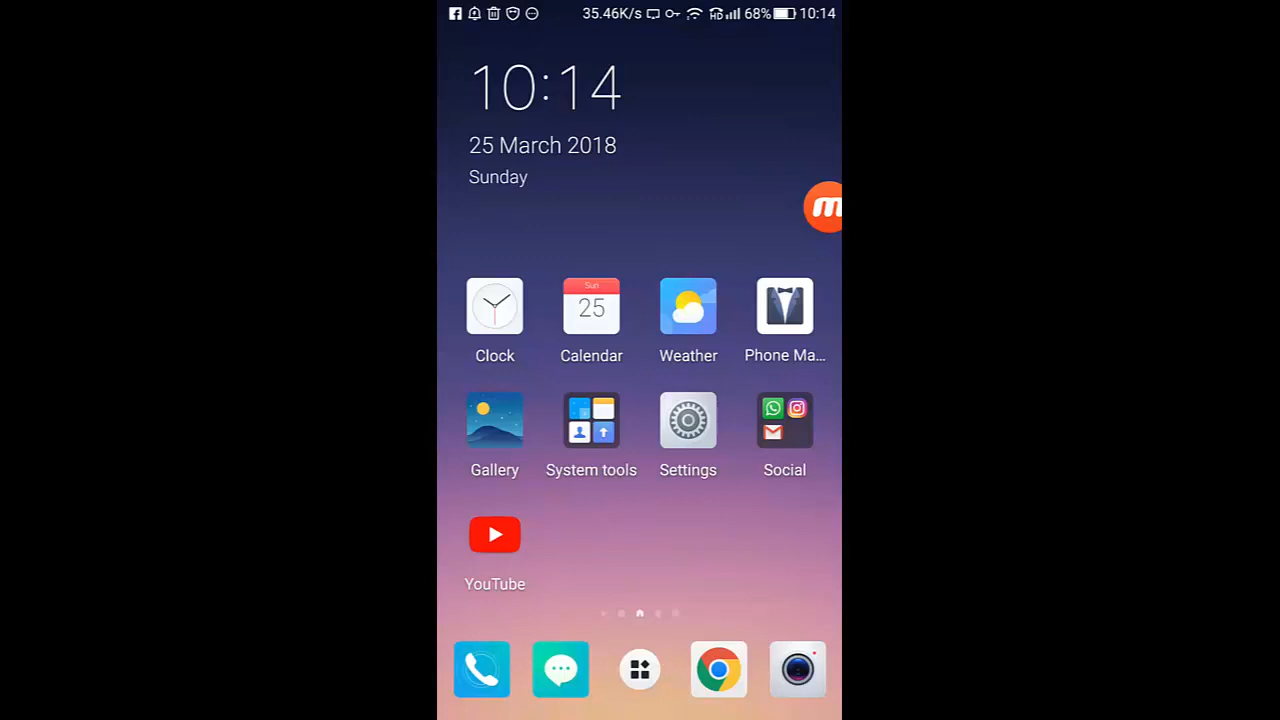 35.46K/s HD 68% 10:14
10:14
25 March 2018
Sunday
m
Sun
25
Clock
Calendar
Weather
Phone Ma...
Gallery
System tools
Settings
Social
YouTube